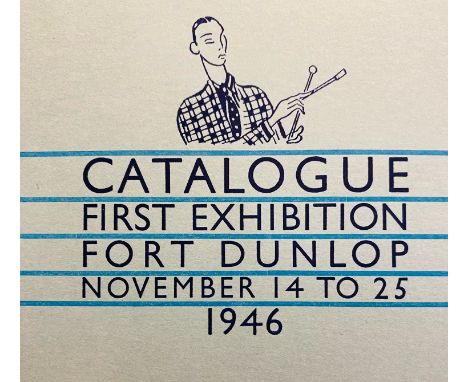 CATALOGUE
FIRST EXHIBITION
FORT DUNLOP
NOVEMBER 14 TO 25
1946